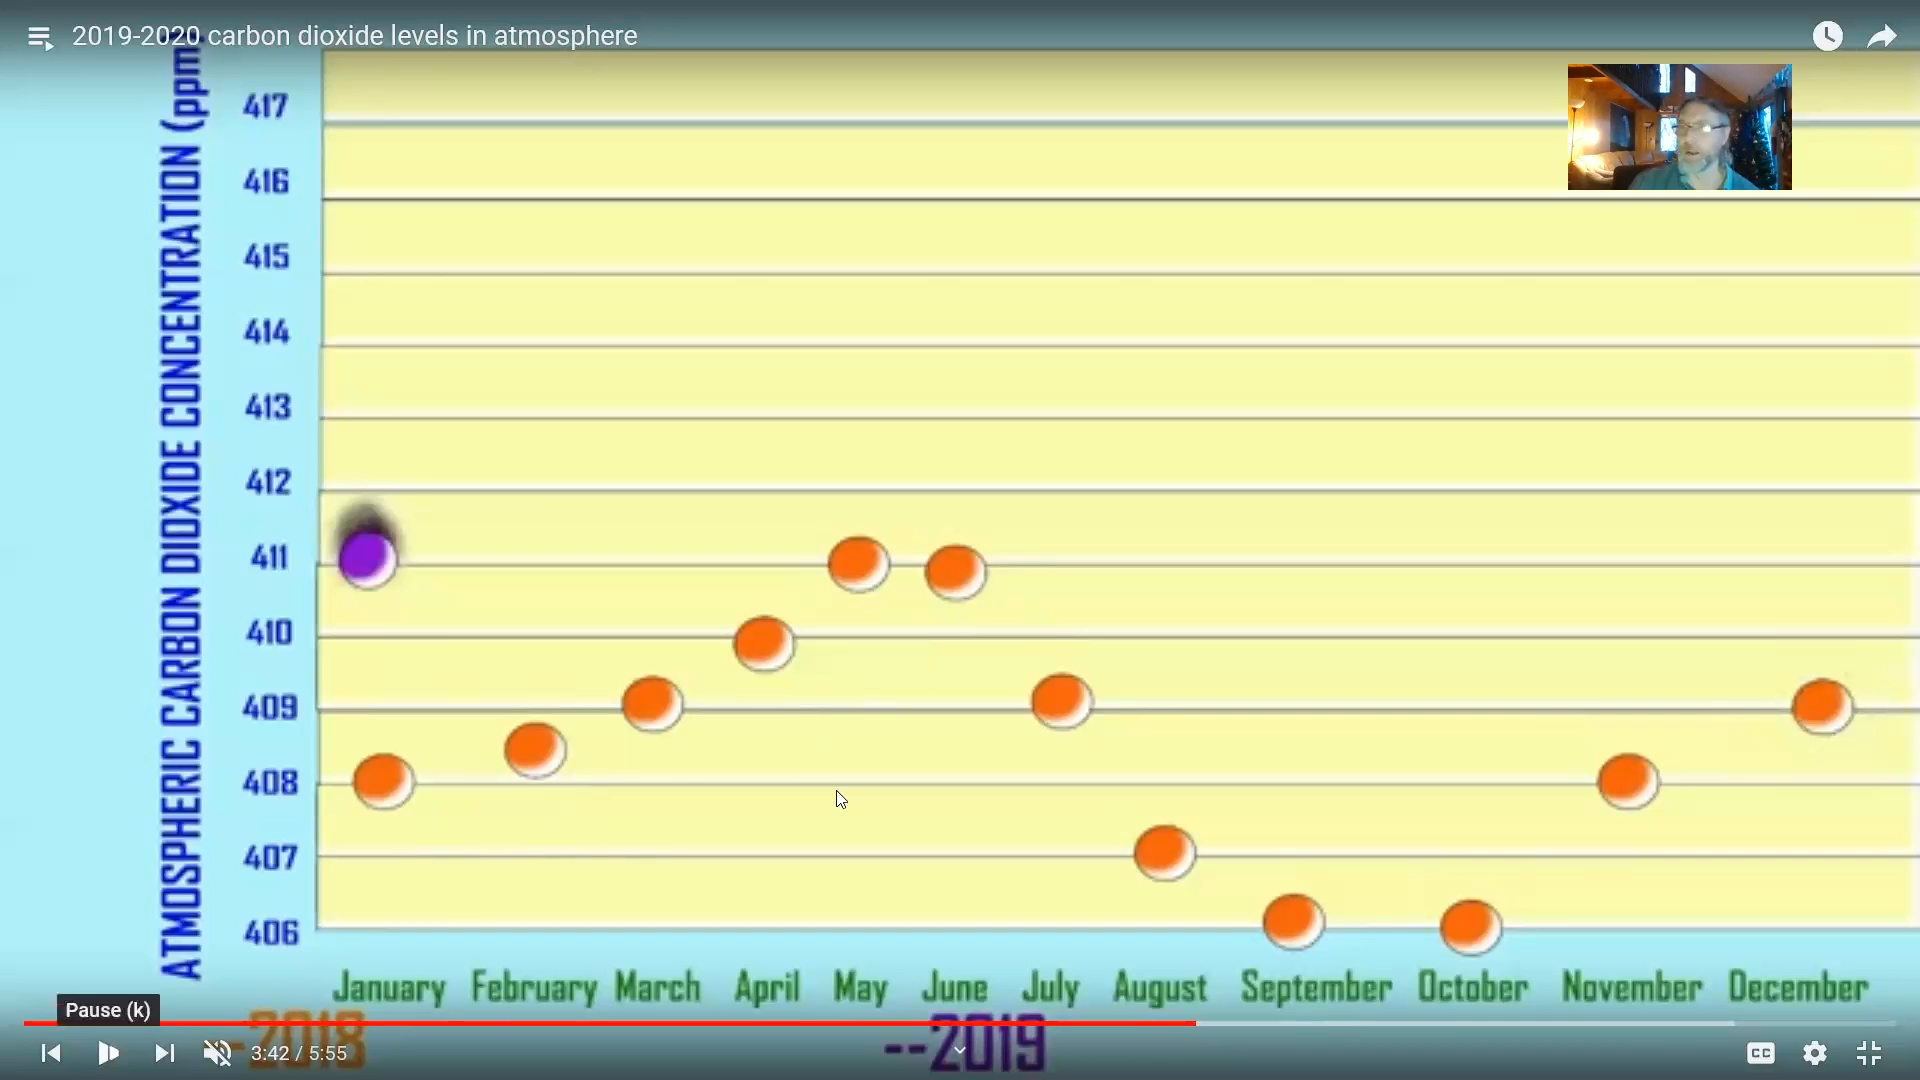 2019-2020 carbon dioxide levels in atmosphere
ATMOSPHERIC CARBON DIOXIDE CONCENTRATION (ppm)
417
416
415
414
413
412
411
410
409
408
407
406
January February March April May June July August September October November December
Pause (k)
-2018 --2019
3:42 / 5:55
CC